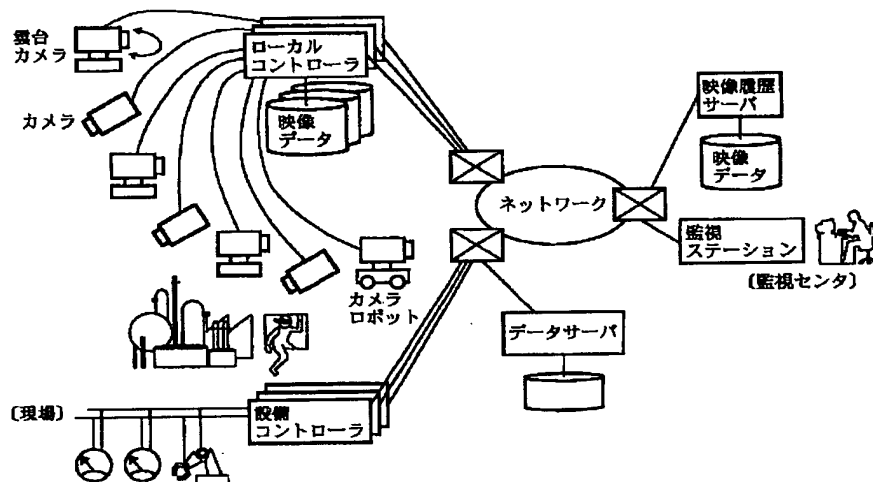 雲台
カメラ
カメラ
ローカル
コントローラ
映像
データ
カメラ
ロボット
ネットワーク
映像履歴
サーバ
映像
データ
監視
ステーション
〔監視センタ〕
データサーバ
〔現場〕
設備
コントローラ